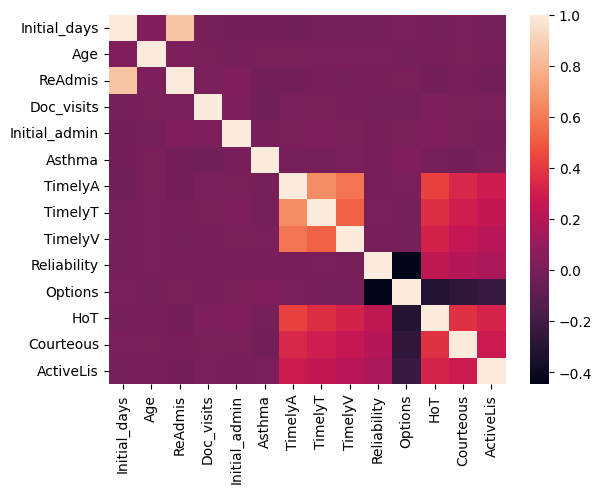 Initial_days
Age
ReAdmis
Doc_visits
Initial_admin
Asthma
TimelyA
TimelyT
TimelyV
Reliability
Options
HoT
Courteous
ActiveLis
Initial_days
Age
ReAdmis
Doc_visits
Initial_admin
Asthma
TimelyA
TimelyT
TimelyV
Reliability
Options
HoT
Courteous
ActiveLis
1.0
0.8
0.6
0.4
0.2
0.0
−0.2
−0.4